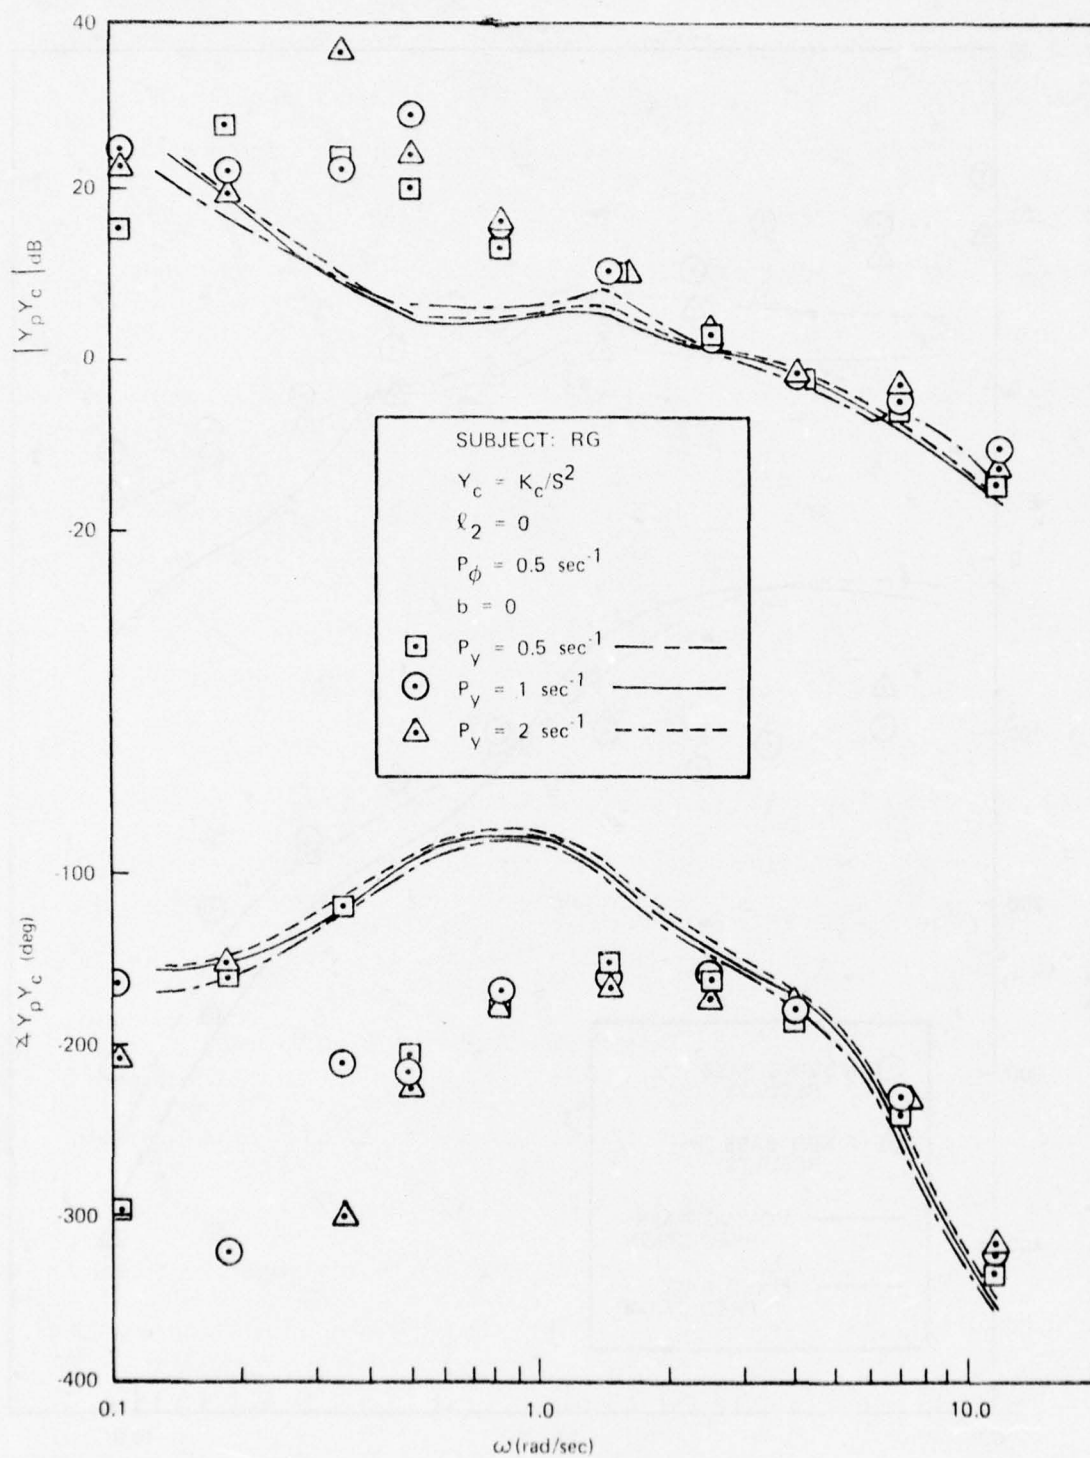 40
20
0
-20
|Y_p Y_c| dB
SUBJECT: RG
Y_c = K_c/S²
ℓ_2 = 0
P_ϕ = 0.5 sec⁻¹
b = 0
P_y = 0.5 sec⁻¹
P_y = 1 sec⁻¹
P_y = 2 sec⁻¹
-100
-200
-300
-400
∡ Y_p Y_c (deg)
0.1 1.0 10.0
ω (rad/sec)